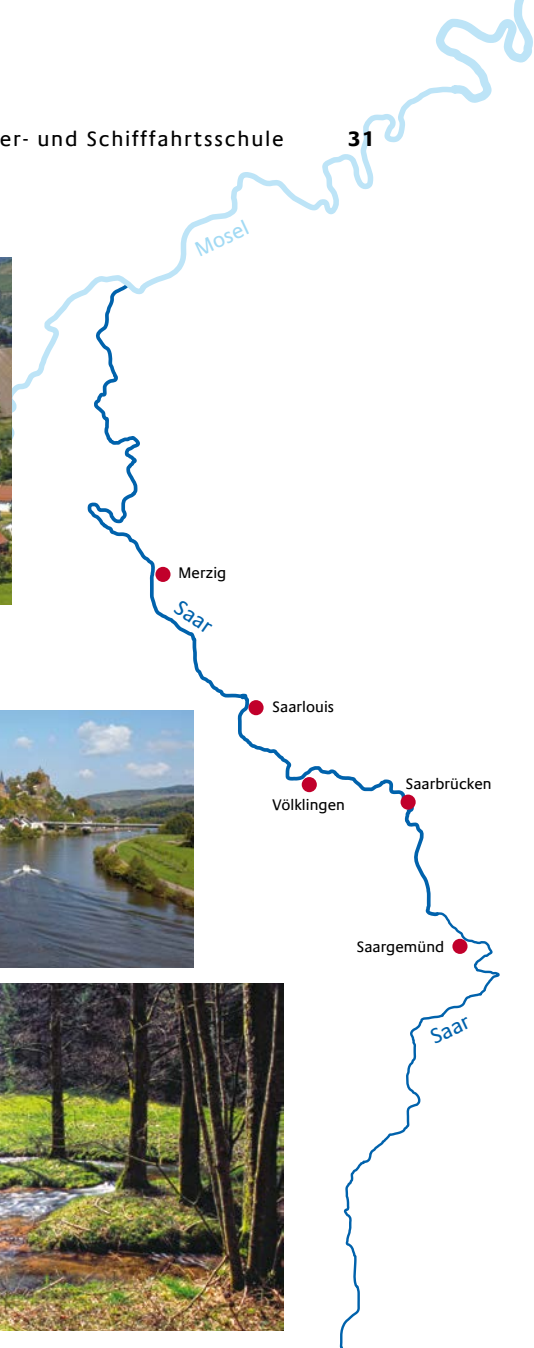 er- und Schifffahrtsschule 31
Mosel
Merzig
Saar
Saarlouis
Saarbrücken
Völklingen
Saargemünd
Saar